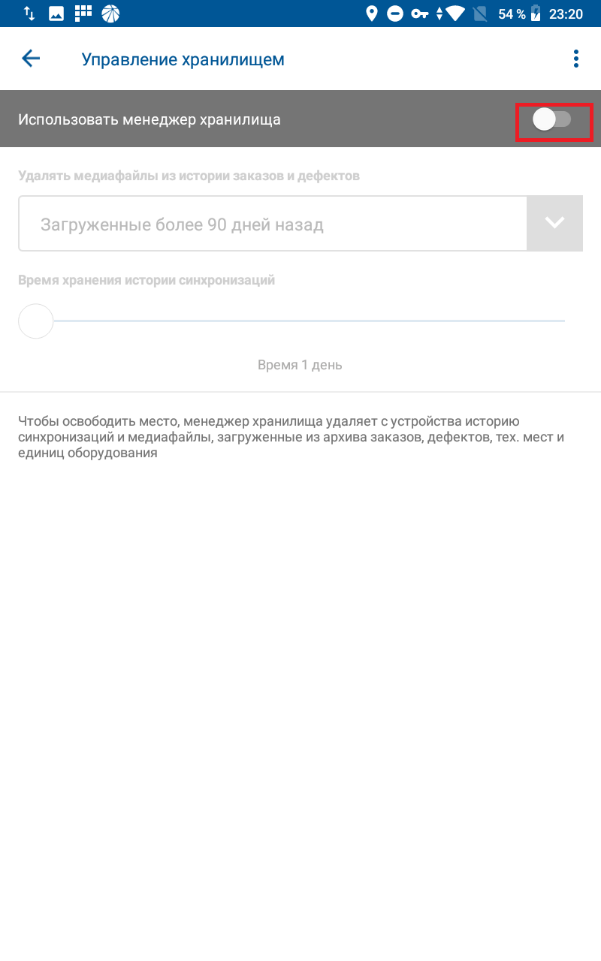 54 % 23:20
Управление хранилищем
Использовать менеджер хранилища
Удалять медиафайлы из истории заказов и дефектов
Загруженные более 90 дней назад
Время хранения истории синхронизаций
Время 1 день
Чтобы освободить место, менеджер хранилища удаляет с устройства историю
синхронизаций и медиафайлы, загруженные из архива заказов, дефектов, тех. мест и
единиц оборудования